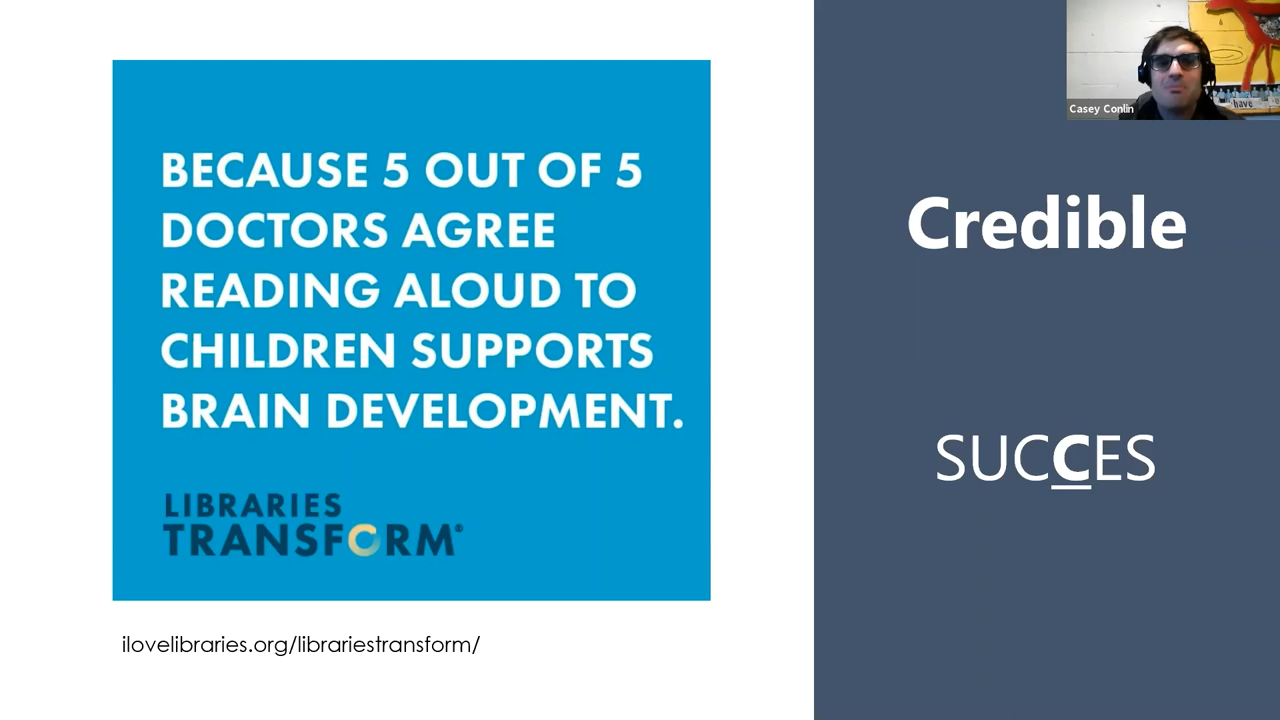 BECAUSE 5 OUT OF 5
DOCTORS AGREE
READING ALOUD TO
CHILDREN SUPPORTS
BRAIN DEVELOPMENT.
LIBRARIES
TRANSFORM®
ilovelibraries.org/librariestransform/
Casey Conlin
have
Credible
SUCCES